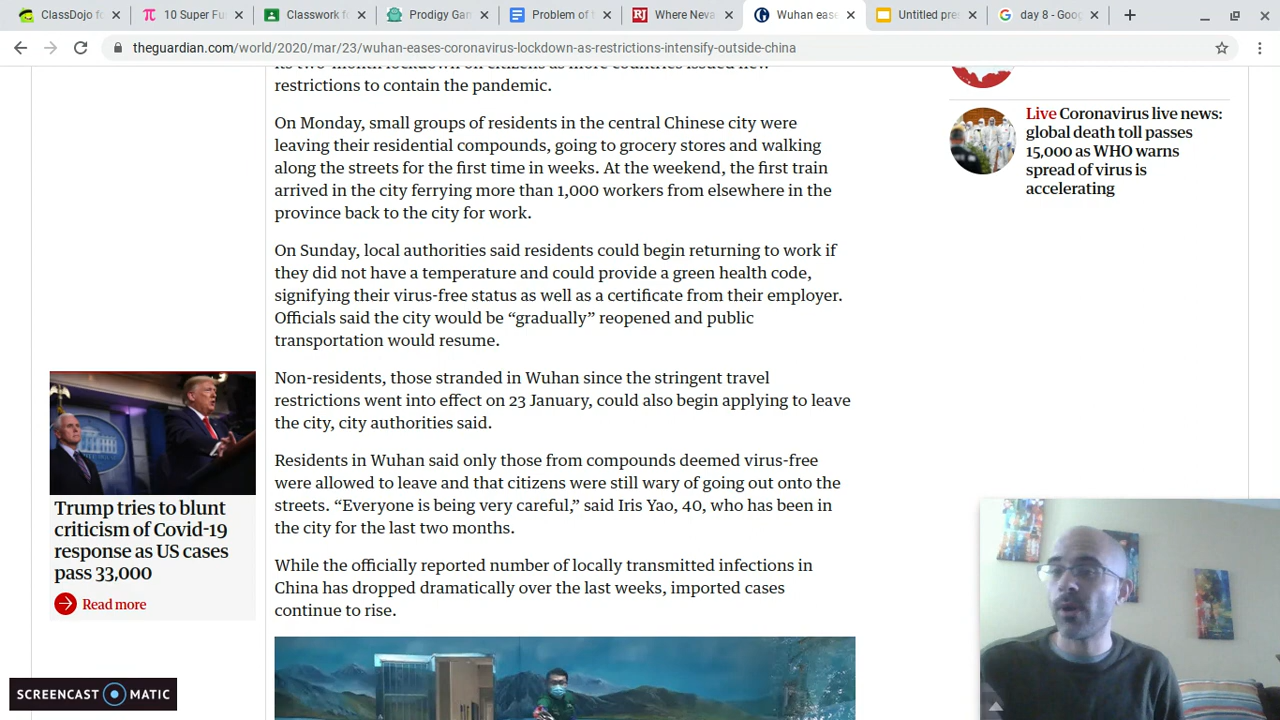 ClassDojo fo
10 Super Fu
Classwork fo
Prodigy Gam
Problem of t
Where Neva
Wuhan ease
Untitled pres
day 8 - Goog
theguardian.com/world/2020/mar/23/wuhan-eases-coronavirus-lockdown-as-restrictions-intensify-outside-china
its two-month lockdown on citizens as more countries issued new
restrictions to contain the pandemic.
On Monday, small groups of residents in the central Chinese city were
leaving their residential compounds, going to grocery stores and walking
along the streets for the first time in weeks. At the weekend, the first train
arrived in the city ferrying more than 1,000 workers from elsewhere in the
province back to the city for work.
On Sunday, local authorities said residents could begin returning to work if
they did not have a temperature and could provide a green health code,
signifying their virus-free status as well as a certificate from their employer.
Officials said the city would be “gradually” reopened and public
transportation would resume.
Non-residents, those stranded in Wuhan since the stringent travel
restrictions went into effect on 23 January, could also begin applying to leave
the city, city authorities said.
Residents in Wuhan said only those from compounds deemed virus-free
were allowed to leave and that citizens were still wary of going out onto the
streets. “Everyone is being very careful,” said Iris Yao, 40, who has been in
the city for the last two months.
While the officially reported number of locally transmitted infections in
China has dropped dramatically over the last weeks, imported cases
continue to rise.
Trump tries to blunt
criticism of Covid-19
response as US cases
pass 33,000
Read more
Live Coronavirus live news:
global death toll passes
15,000 as WHO warns
spread of virus is
accelerating
SCREENCAST MATIC